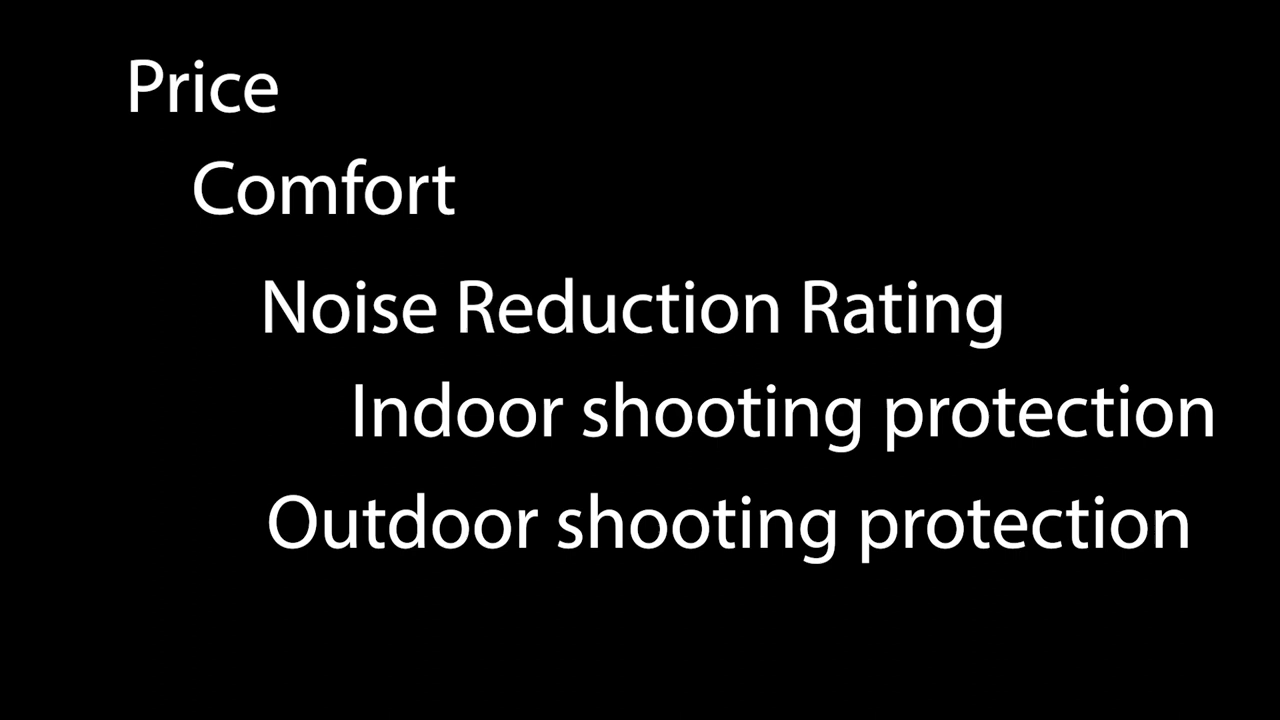 Price
Comfort
Noise Reduction Rating
Indoor shooting protection
Outdoor shooting protection